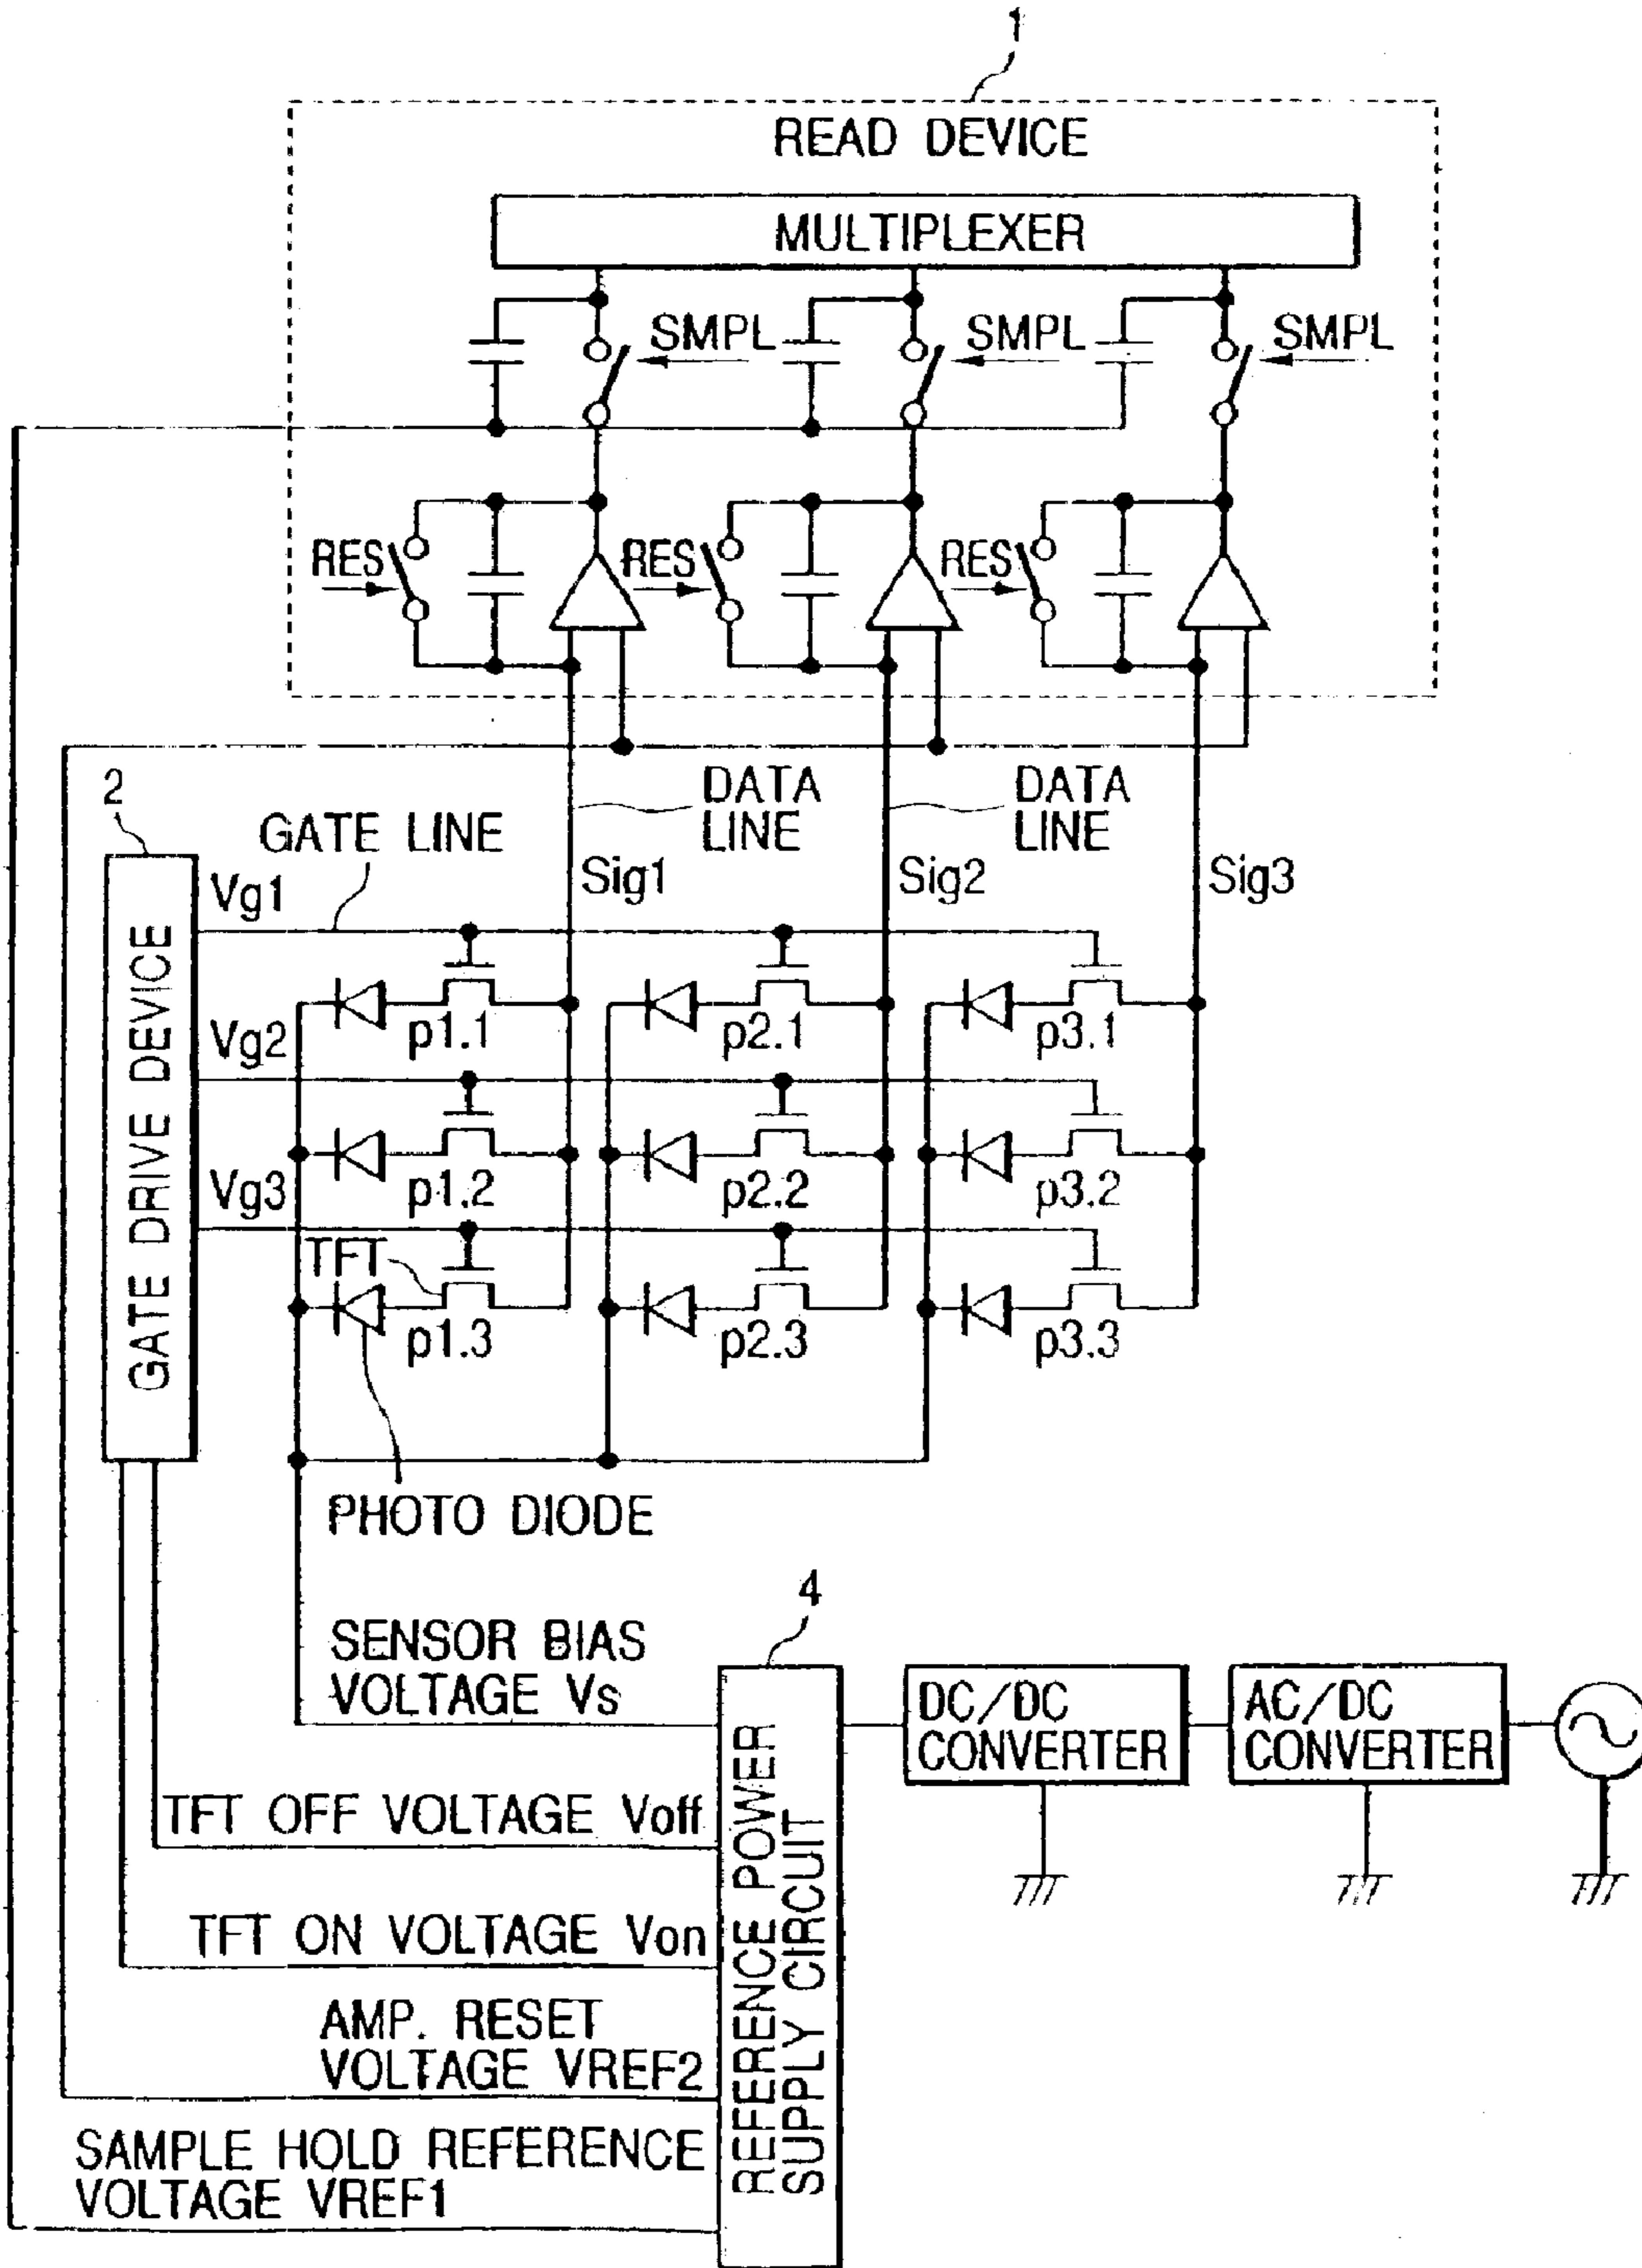 1
READ DEVICE
MULTIPLEXER
SMPL
SMPL
SMPL
RES
RES
RES
2
GATE LINE
DATA
LINE
DATA
LINE
Vg1
Sig1
Sig2
Sig3
GATE DRIVE DEVICE
p1.1
p2.1
p3.1
Vg2
p1.2
p2.2
p3.2
Vg3
TFT
p1.3
p2.3
p3.3
PHOTO DIODE
4
SENSOR BIAS
VOLTAGE Vs
DC/DC
CONVERTER
AC/DC
CONVERTER
REFERENCE POWER
SUPPLY CIRCUIT
TFT OFF VOLTAGE Voff
TFT ON VOLTAGE Von
AMP. RESET
VOLTAGE VREF2
SAMPLE HOLD REFERENCE
VOLTAGE VREF1